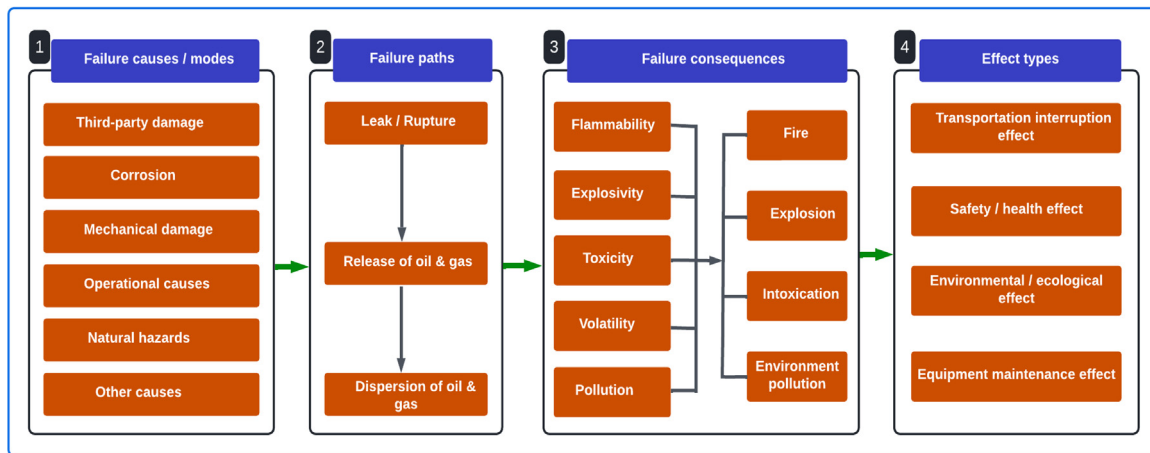 1
Failure causes / modes
Third-party damage
Corrosion
Mechanical damage
Operational causes
Natural hazards
Other causes
2
Failure paths
Leak / Rupture
Release of oil & gas
Dispersion of oil &
gas
3
Failure consequences
Flammability
Explosivity
Toxicity
Volatility
Pollution
Fire
Explosion
Intoxication
Environment
pollution
4
Effect types
Transportation interruption
effect
Safety / health effect
Environmental / ecological
effect
Equipment maintenance effect